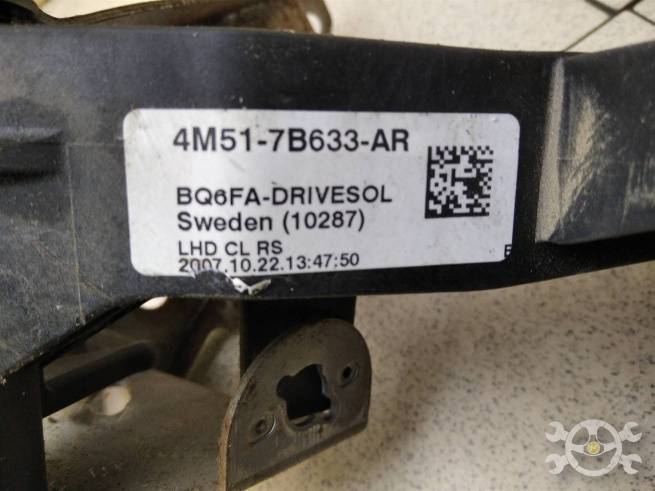 4M51-7B633-AR
BQ6FA-DRIVESOL
Sweden (10287)
LHD CL RS
2007.10.22.13:47:50